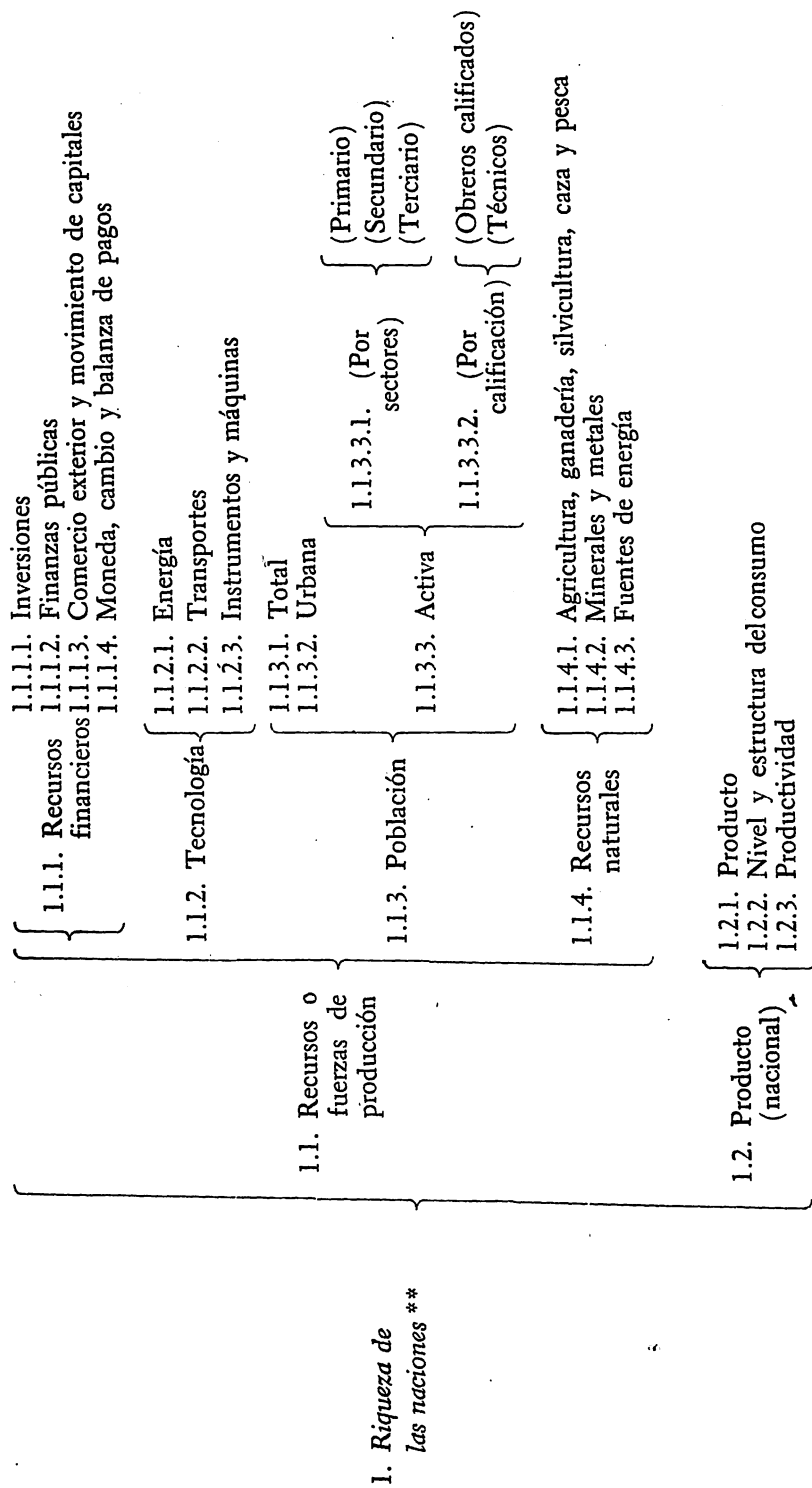 1. Riqueza de
las naciones **
1.1. Recursos o
fuerzas de
producción
1.1.1. Recursos
financieros
1.1.1.1. Inversiones
1.1.1.2. Finanzas públicas
1.1.1.3. Comercio exterior y movimiento de capitales
1.1.1.4. Moneda, cambio y balanza de pagos
1.1.2. Tecnología
1.1.2.1. Energía
1.1.2.2. Transportes
1.1.2.3. Instrumentos y máquinas
1.1.3. Población
1.1.3.1. Total
1.1.3.2. Urbana
1.1.3.3. Activa
1.1.3.3.1. (Por
sectores)
(Primario)
(Secundario)
(Terciario)
1.1.3.3.2. (Por
calificación)
(Obreros calificados)
(Técnicos)
1.1.4. Recursos
naturales
1.1.4.1. Agricultura, ganadería, silvicultura, caza y pesca
1.1.4.2. Minerales y metales
1.1.4.3. Fuentes de energía
1.2. Producto
(nacional)
1.2.1. Producto
1.2.2. Nivel y estructura del consumo
1.2.3. Productividad